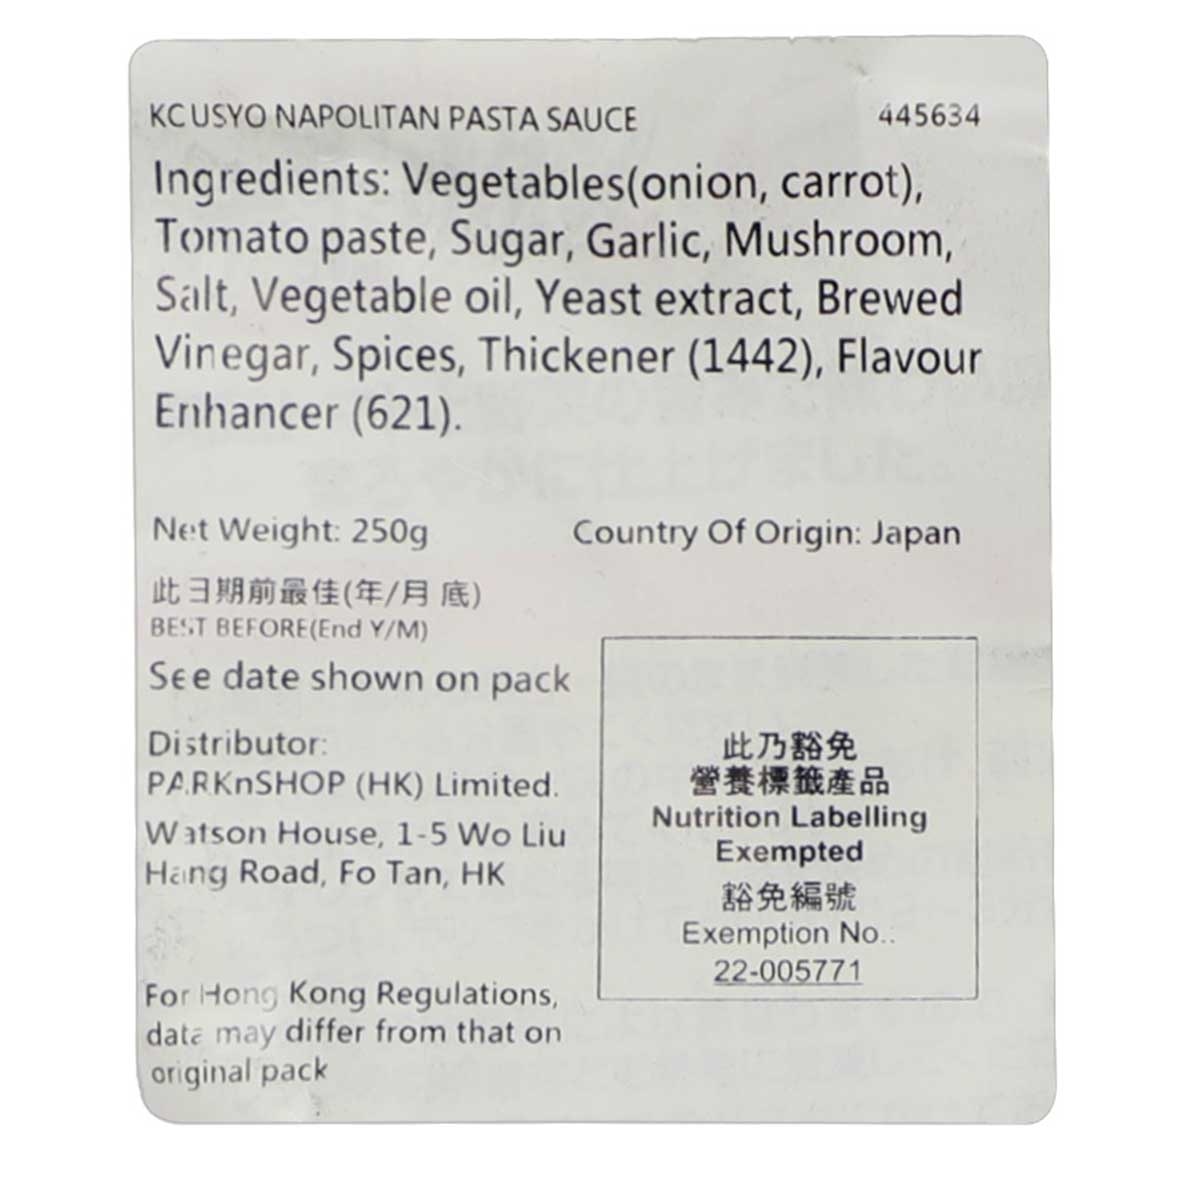 KCUSYO NAPOLITAN PASTA SAUCE 445634
Ingredients: Vegetables(onion, carrot),
Tomato paste, Sugar, Garlic, Mushroom,
Salt, Vegetable oil, Yeast extract, Brewed
Vinegar, Spices, Thickener (1442), Flavour
Enhancer (621).
Net Weight: 250g
Country Of Origin: Japan
此日期前最佳(年/月 底)
BEST BEFORE(End Y/M)
See date shown on pack
Distributor:
PARKnSHOP (HK) Limited.
Watson House, 1-5 Wo Liu
Hang Road, Fo Tan, HK
For Hong Kong Regulations,
data may differ from that on
original pack
此乃豁免
營養標籤產品
Nutrition Labelling
Exempted
豁免編號
Exemption No.:
22-005771